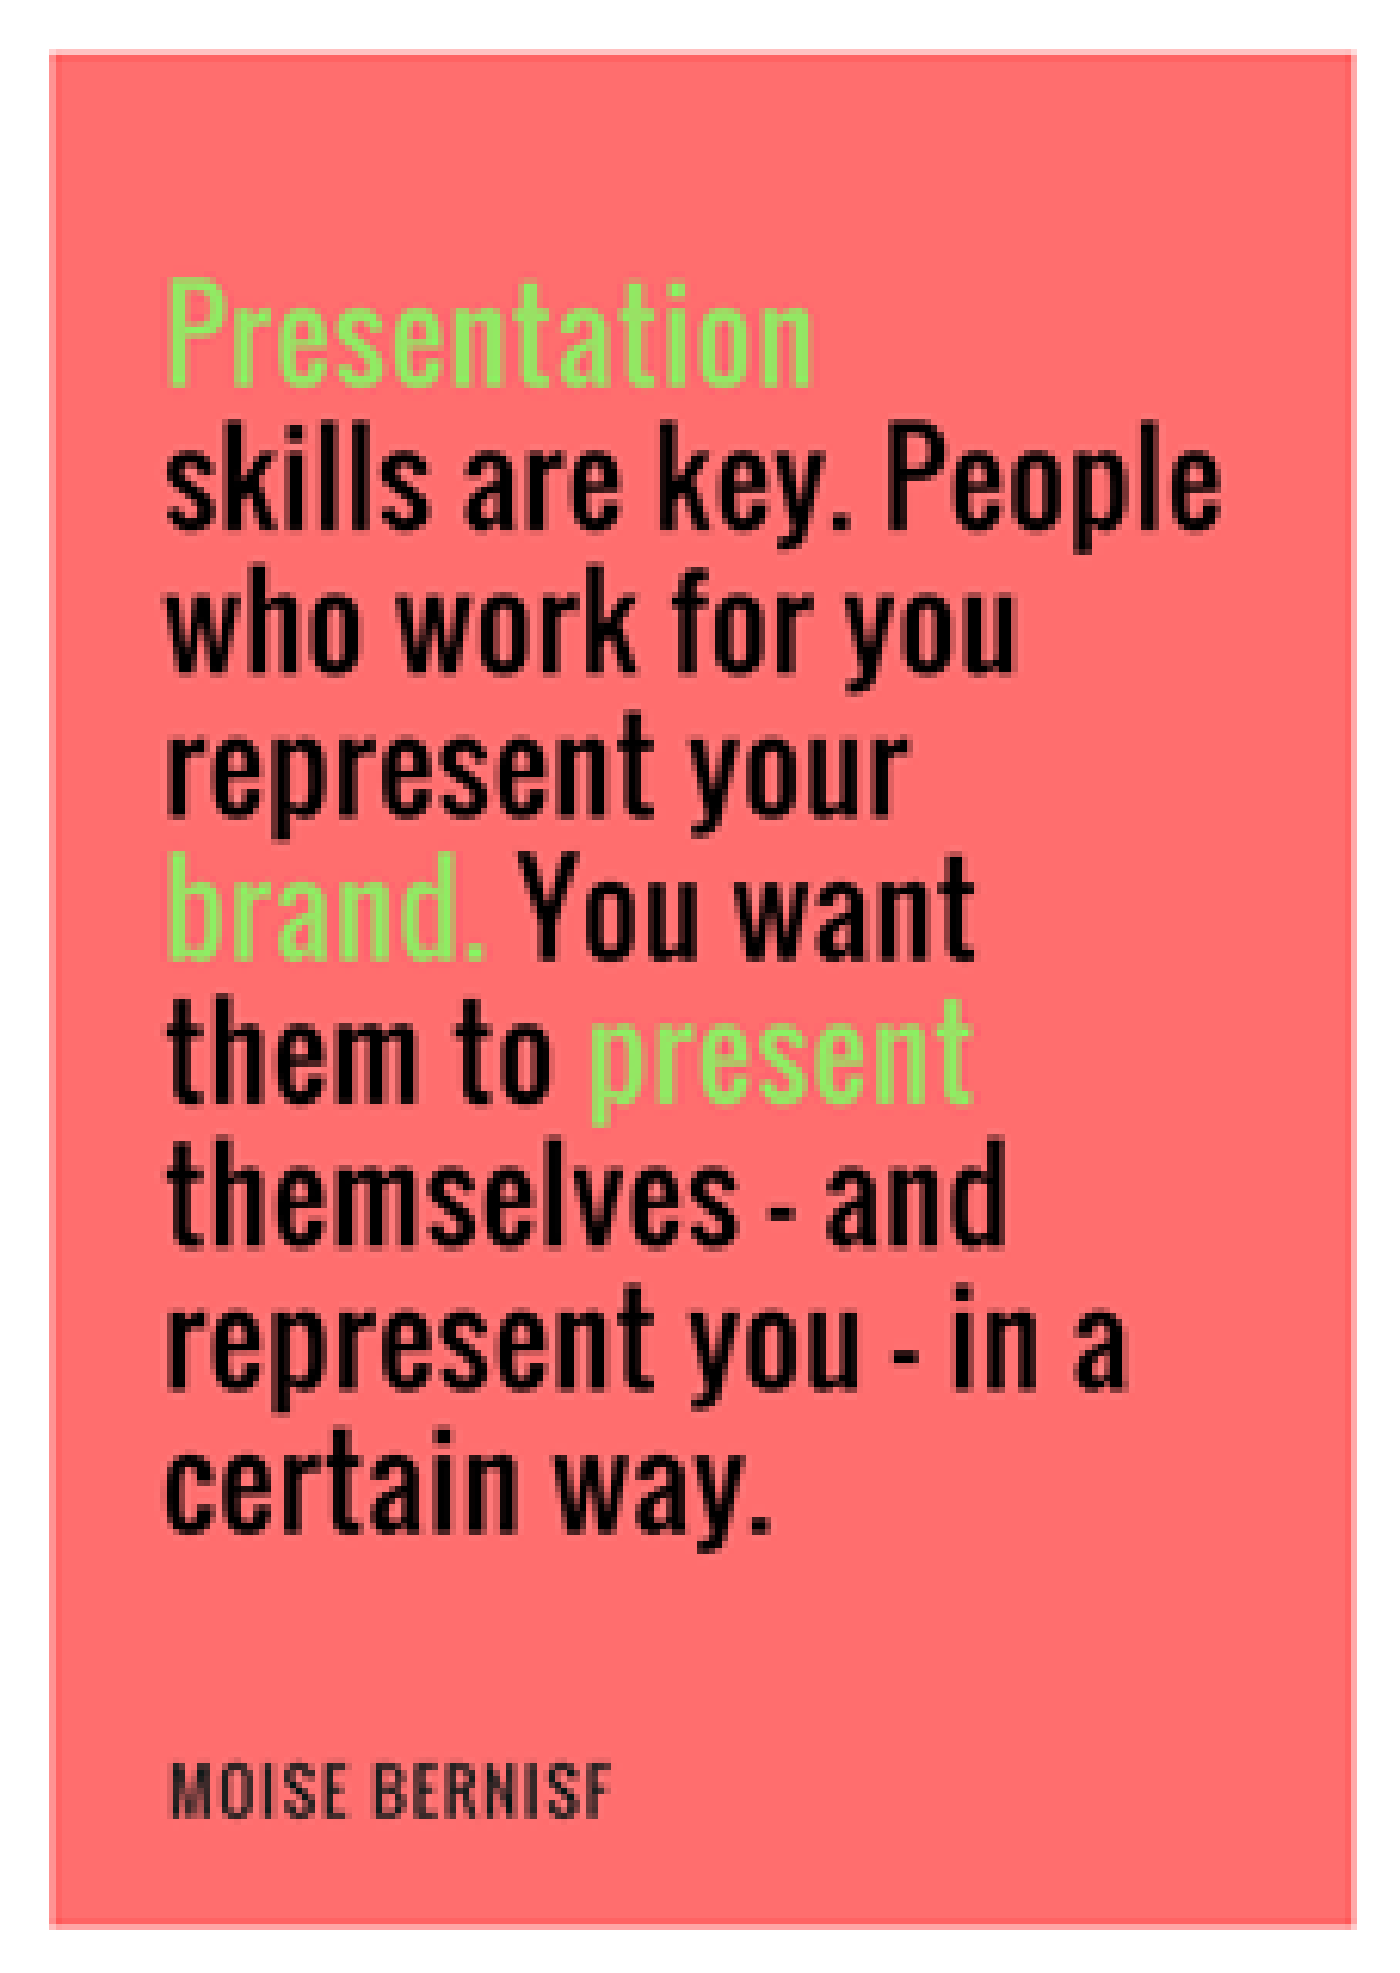 Presentation
skills are key. People
who work for you
represent your
brand. You want
them to present
themselves - and
represent you - in a
certain way.
MOISE BERNISF